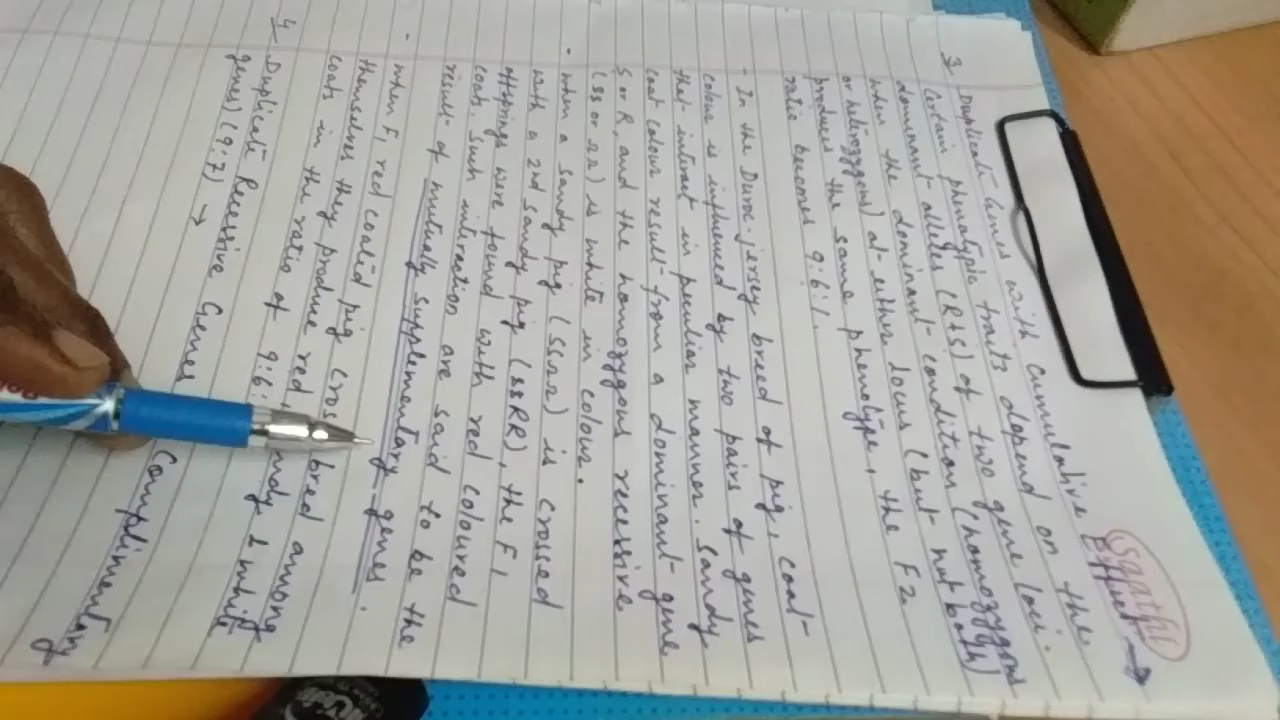 3 Duplicate Genes with cumulative Effect →
Certain phenotypic traits depend on the
dominant alleles (R & S) of two gene loci.
when the dominant condition (homozygous
or heterozygous) at either locus (but not both)
produces the same phenotype, the F2
ratio becomes 9:6:1.
- In the Duroc-jersey breed of pig, coat
colour is influenced by two pairs of genes
that interact in peculiar manner. sandy
coat colour result from a dominant gene
S or R, and the homozygous recessive
(ss or rr) is white in colour.
- when a sandy pig (SSrr) is crossed
with a 2nd sandy pig (ssRR), the F1
offsprings were found with red coloured
coats. Such interaction are said to be the
result of mutually supplementary genes.
- when F1 red coated pig cros bred among
themselves they produce red, ndy & white
coats in the ratio of 9:6:
4 Duplicate Recessive Genes Complimentary
genes) (9:7) →